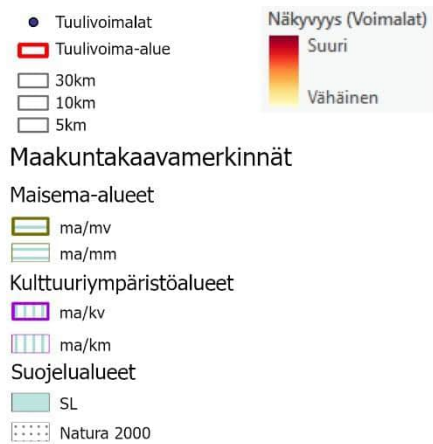 Tuulivoimalat
Tuulivoima-alue
30km
10km
5km
Näkyvyys (Voimalat)
Suuri
Vähäinen
Maakuntakaavamerkinnät
Maisema-alueet
ma/mv
ma/mm
Kulttuuriympäristöalueet
ma/kv
ma/km
Suojelualueet
SL
Natura 2000